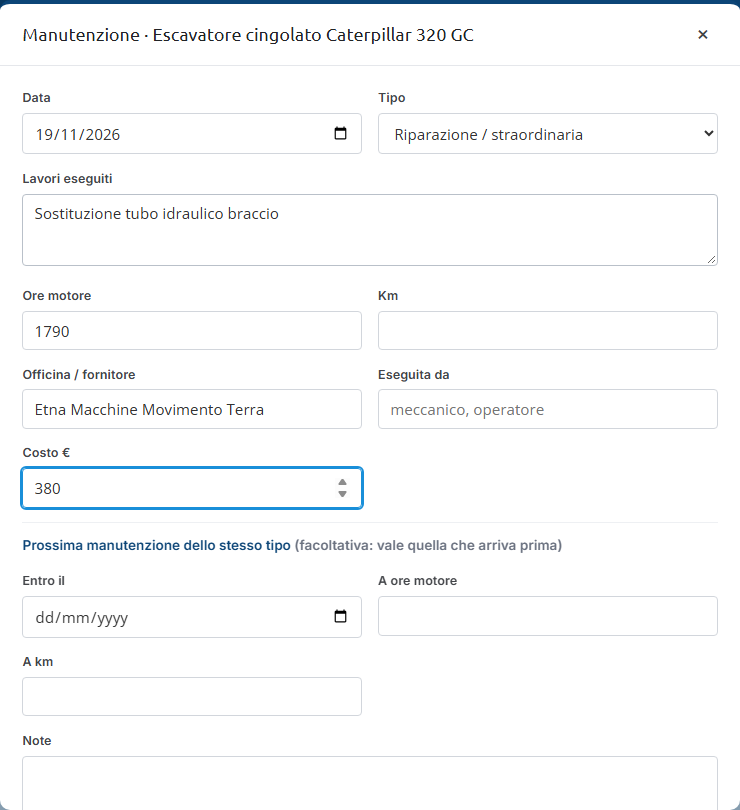 Manutenzione · Escavatore cingolato Caterpillar 320 GC ×
Data Tipo
19/11/2026 Riparazione / straordinaria
Lavori eseguiti
Sostituzione tubo idraulico braccio
Ore motore Km
1790
Officina / fornitore Eseguita da
Etna Macchine Movimento Terra meccanico, operatore
Costo €
380
Prossima manutenzione dello stesso tipo (facoltativa: vale quella che arriva prima)
Entro il A ore motore
dd/mm/yyyy
A km
Note